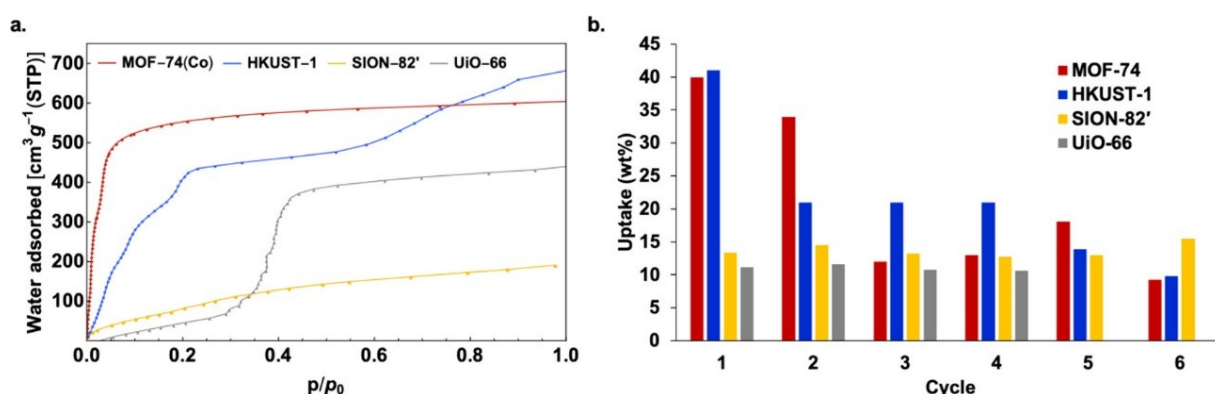 a.
700
600
500
400
300
200
100
0.0
0.2
0.4
0.6
0.8
1.0
p/p₀
Water adsorbed [cm³g⁻¹(STP)]
MOF–74(Co) HKUST–1 SION–82′ UiO–66
b.
45
40
35
30
25
20
15
10
5
0
1 2 3 4 5 6
Cycle
Uptake (wt%)
MOF-74
HKUST-1
SION-82′
UiO-66